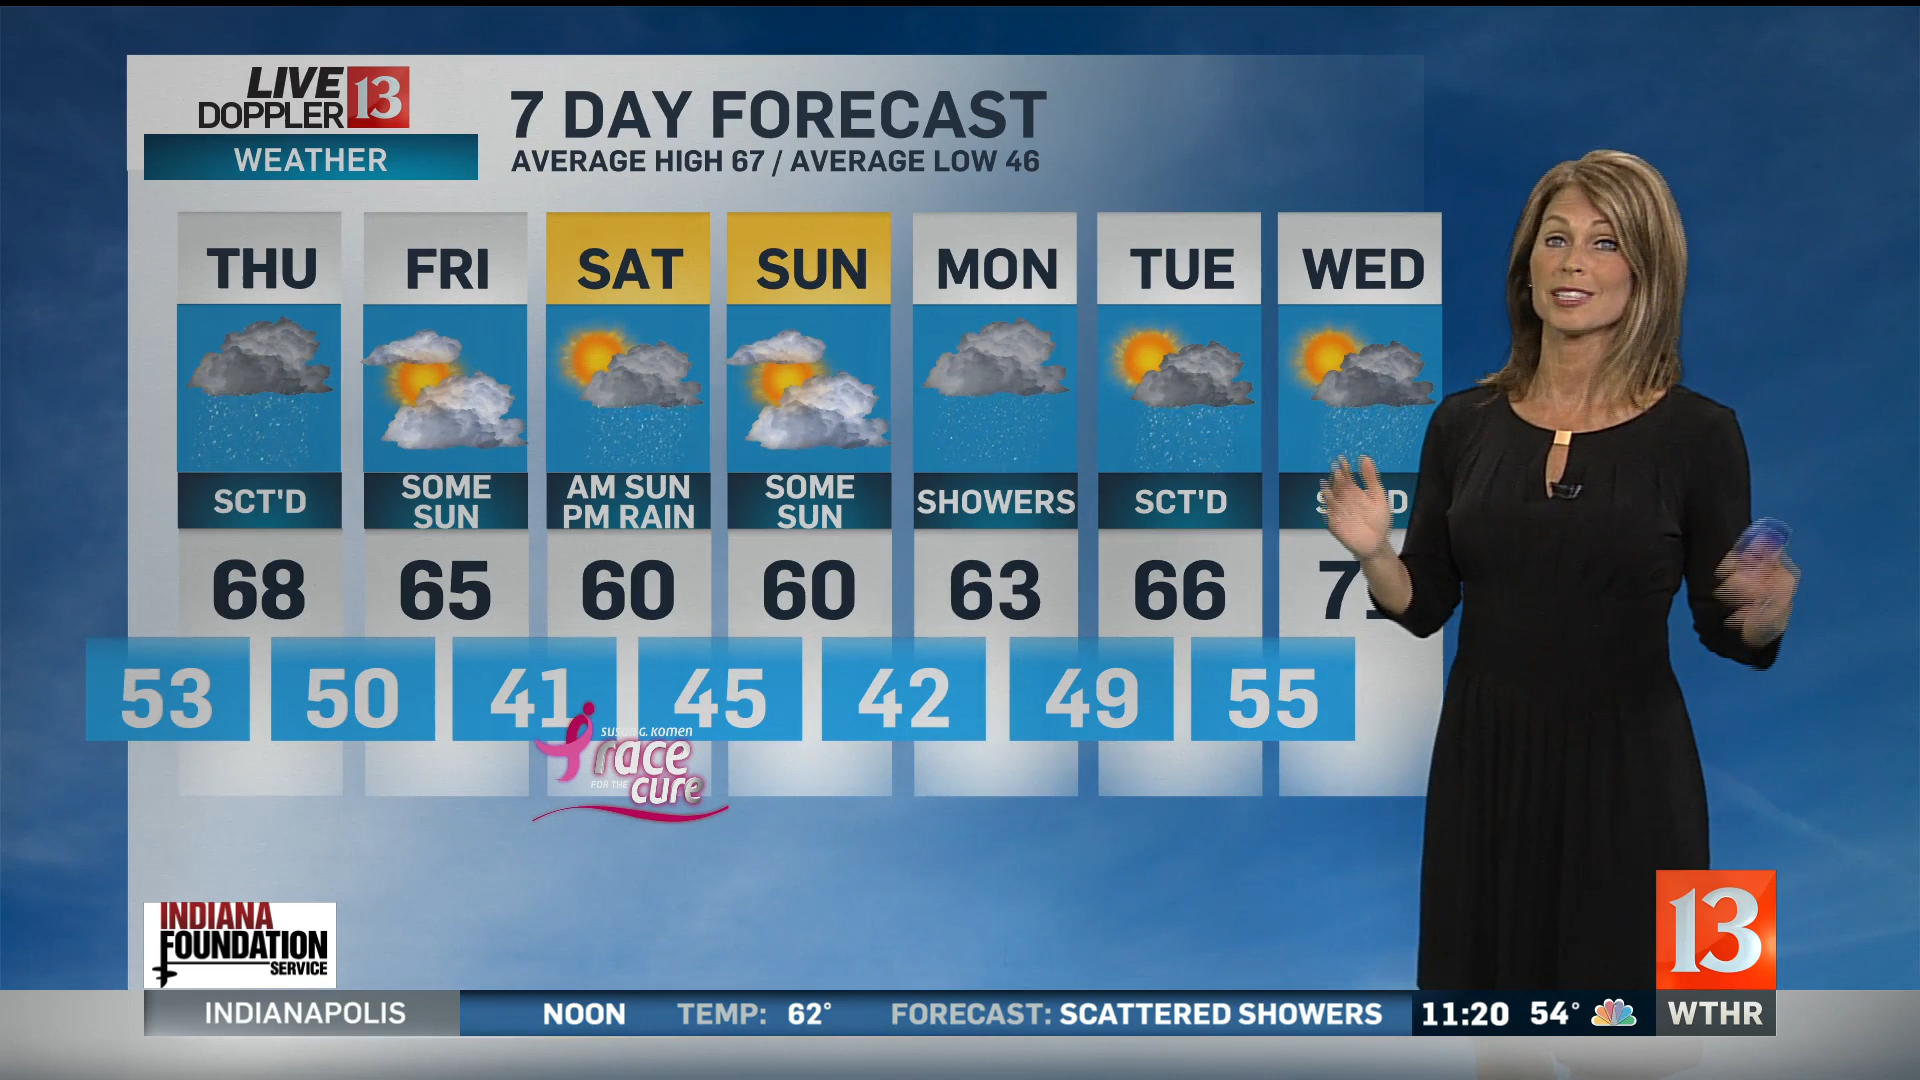 LIVE
DOPPLER 13
WEATHER
7 DAY FORECAST
AVERAGE HIGH 67 / AVERAGE LOW 46
THU FRI SAT SUN MON TUE WED
SCT'D SOME SUN AM SUN PM RAIN SOME SUN SHOWERS SCT'D
68 65 60 60 63 66 71
53 50 41 45 42 49 55
SUSAN G. KOMEN
race
FOR THE
cure
INDIANA
FOUNDATION
SERVICE
13
INDIANAPOLIS NOON TEMP: 62° FORECAST: SCATTERED SHOWERS 11:20 54° WTHR